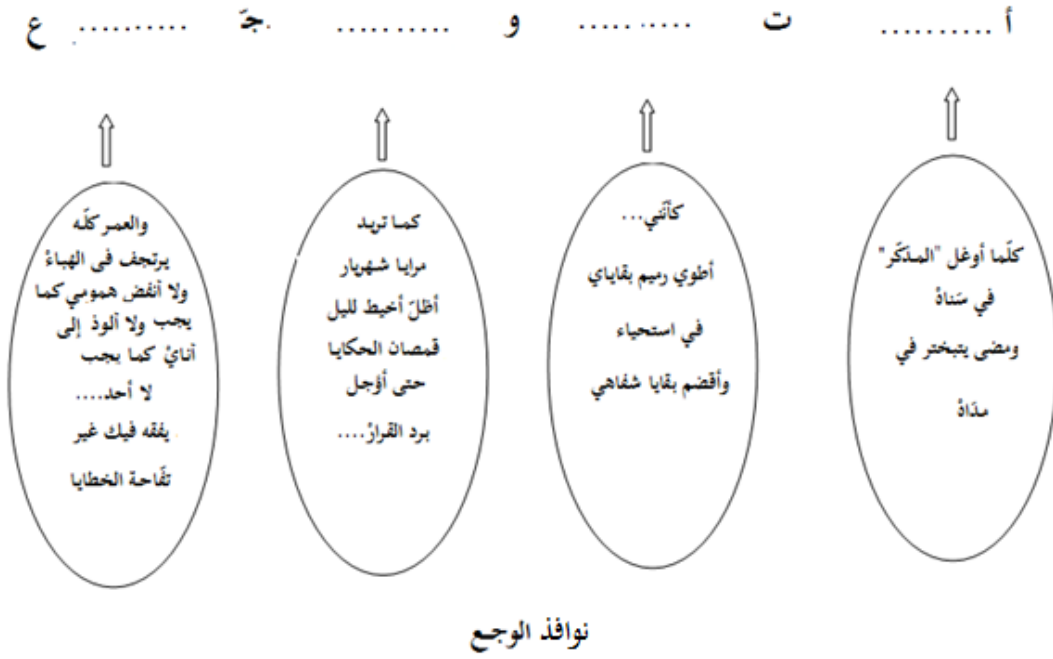 أ .......... ت .......... و .......... جّـ .......... ع
كلّما أوغل "المذكّر"
في سَناهْ
ومضى يتبختر في
مداهْ
كأنّني...
أطوي رميم بقاياي
في استحياء
وأقضم بقايا شفاهي
كما تريد
مرايا شهريار
أظلّ أخيط لليل
قمصان الحكايا
حتى أؤجل
برد القرارْ....
والعمر كلّه
يرتجف في الهباءْ
ولا أنفض همومي كما
يجب ولا ألوذ إلى
أنايْ كما يجب
لا أحد....
يفقه فيك غير
تفّاحة الخطايا
نوافذ الوجع